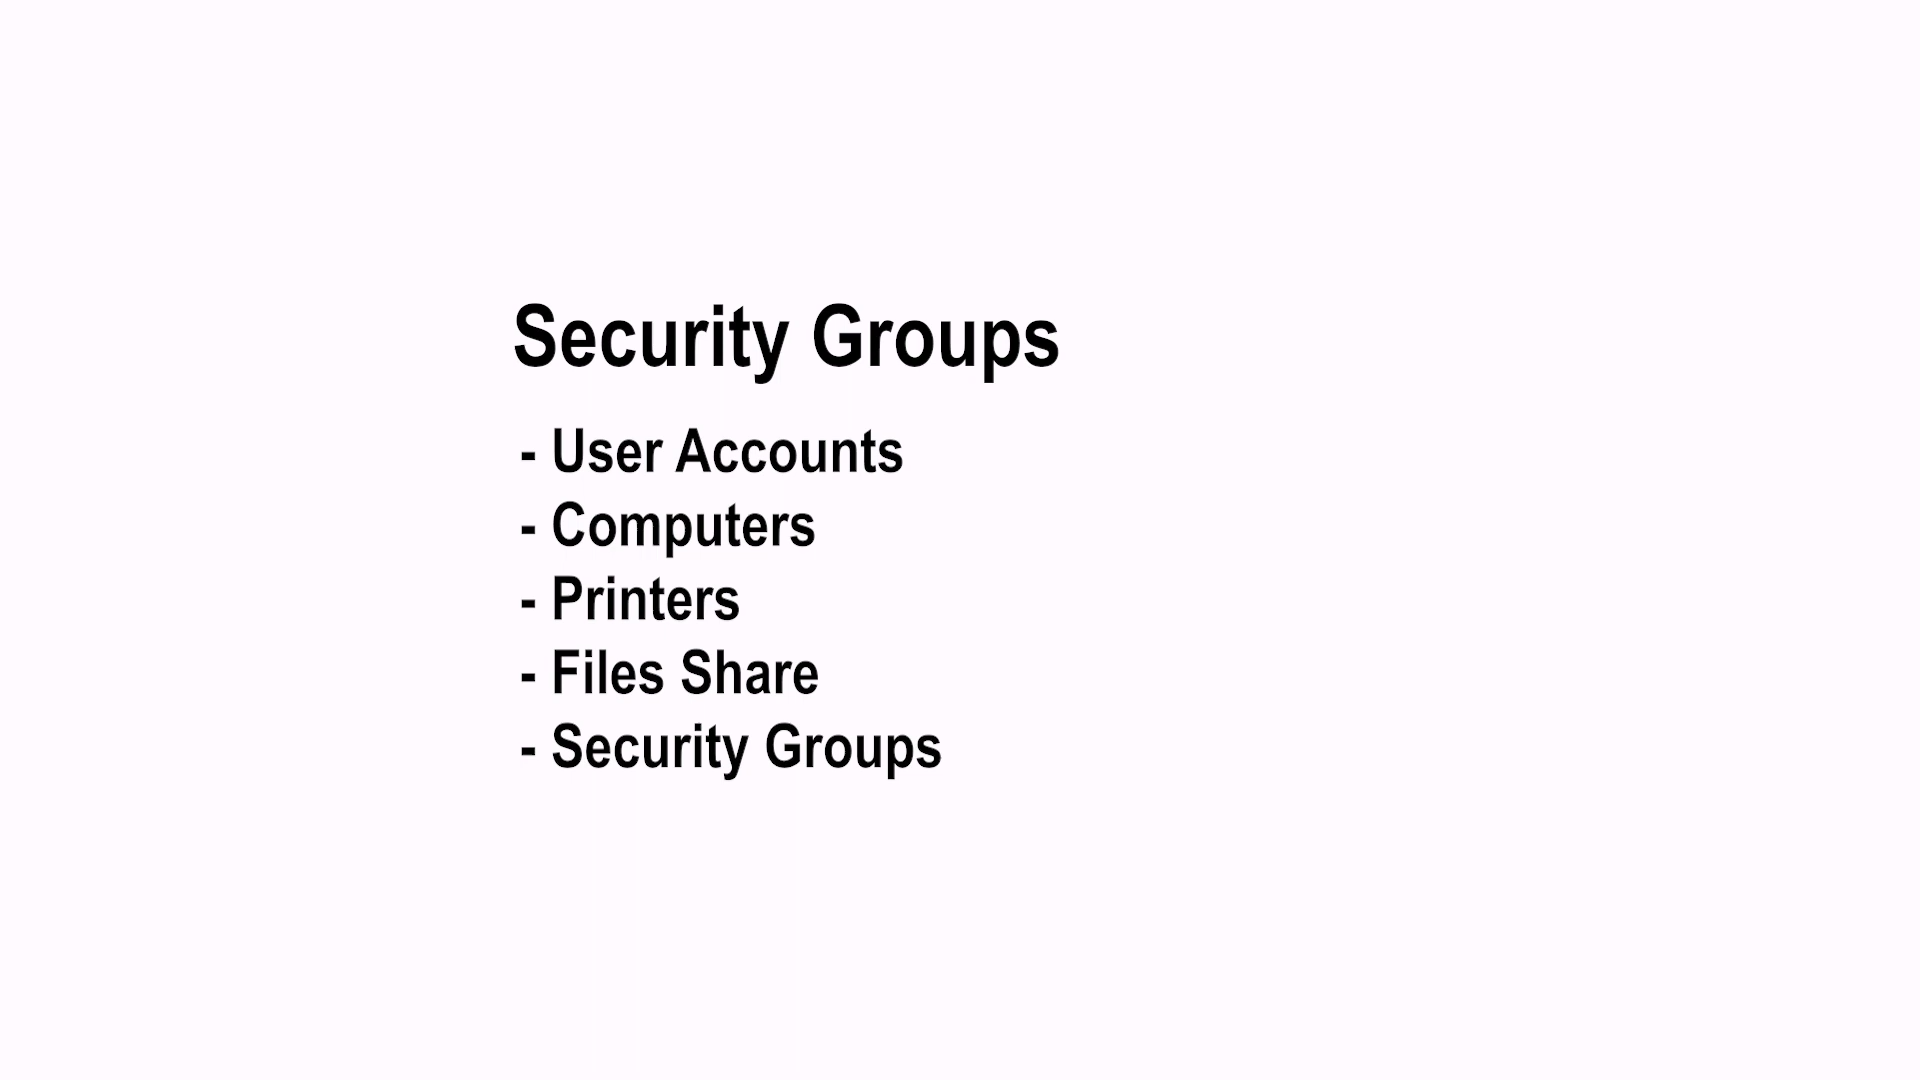 Security Groups
- User Accounts
- Computers
- Printers
- Files Share
- Security Groups